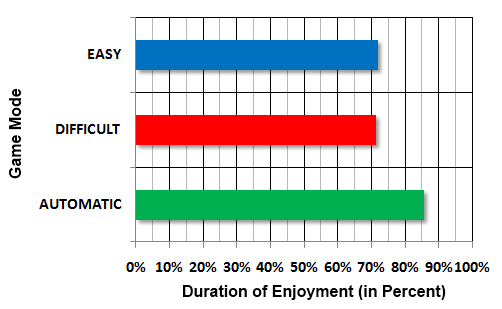 EASY
DIFFICULT
AUTOMATIC
Game Mode
0% 10% 20% 30% 40% 50% 60% 70% 80% 90% 100%
Duration of Enjoyment (in Percent)